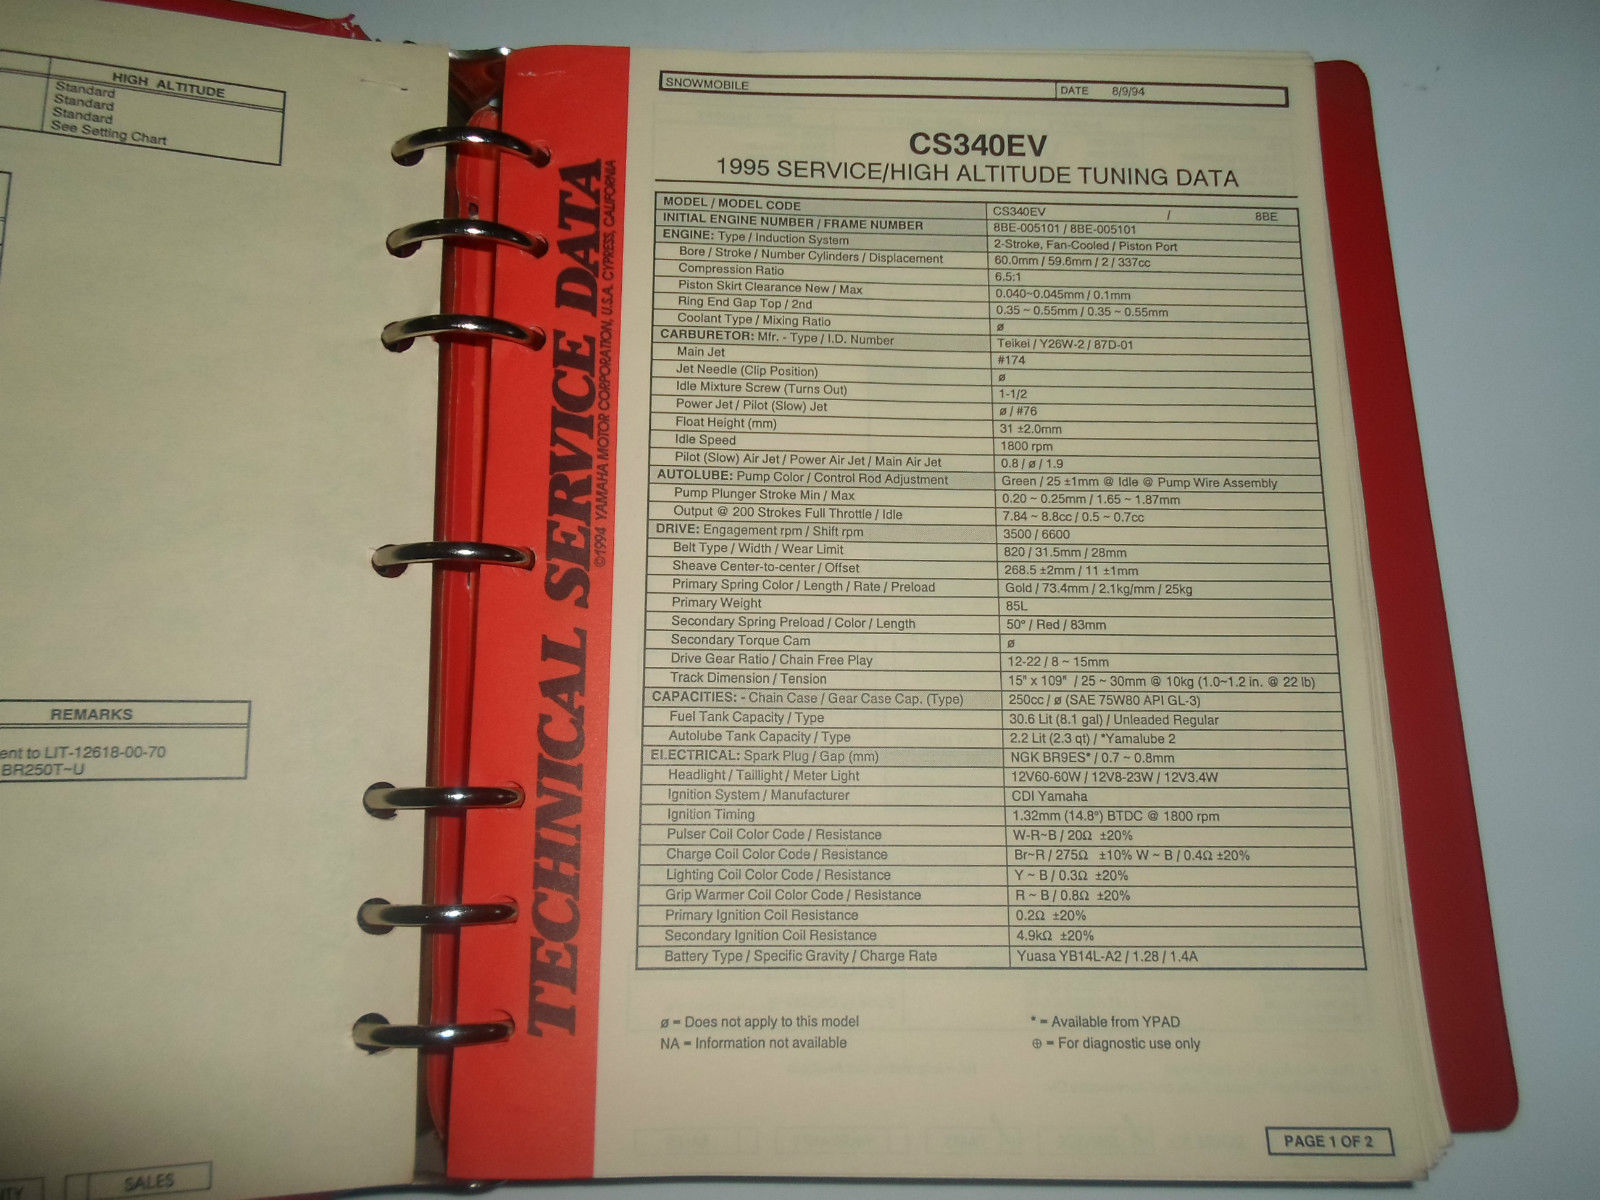 HIGH ALTITUDE
Standard
Standard
Standard
See Setting Chart
REMARKS
ent to LIT-12618-00-70
BR250T~U
SALES
TECHNICAL SERVICE DATA
©1994 YAMAHA MOTOR CORPORATION, U.S.A. CYPRESS, CALIFORNIA
SNOWMOBILE DATE 8/9/94
CS340EV
1995 SERVICE/HIGH ALTITUDE TUNING DATA
MODEL / MODEL CODE CS340EV / 8BE
INITIAL ENGINE NUMBER / FRAME NUMBER 8BE-005101 / 8BE-005101
ENGINE: Type / Induction System 2-Stroke, Fan-Cooled / Piston Port
Bore / Stroke / Number Cylinders / Displacement 60.0mm / 59.6mm / 2 / 337cc
Compression Ratio 6.5:1
Piston Skirt Clearance New / Max 0.040~0.045mm / 0.1mm
Ring End Gap Top / 2nd 0.35 ~ 0.55mm / 0.35 ~ 0.55mm
Coolant Type / Mixing Ratio ø
CARBURETOR: Mfr. - Type / I.D. Number Teikei / Y26W-2 / 87D-01
Main Jet #174
Jet Needle (Clip Position) ø
Idle Mixture Screw (Turns Out) 1-1/2
Power Jet / Pilot (Slow) Jet ø / #76
Float Height (mm) 31 ±2.0mm
Idle Speed 1800 rpm
Pilot (Slow) Air Jet / Power Air Jet / Main Air Jet 0.8 / ø / 1.9
AUTOLUBE: Pump Color / Control Rod Adjustment Green / 25 ±1mm @ Idle @ Pump Wire Assembly
Pump Plunger Stroke Min / Max 0.20 ~ 0.25mm / 1.65 ~ 1.87mm
Output @ 200 Strokes Full Throttle / Idle 7.84 ~ 8.8cc / 0.5 ~ 0.7cc
DRIVE: Engagement rpm / Shift rpm 3500 / 6600
Belt Type / Width / Wear Limit 820 / 31.5mm / 28mm
Sheave Center-to-center / Offset 268.5 ±2mm / 11 ±1mm
Primary Spring Color / Length / Rate / Preload Gold / 73.4mm / 2.1kg/mm / 25kg
Primary Weight 85L
Secondary Spring Preload / Color / Length 50° / Red / 83mm
Secondary Torque Cam ø
Drive Gear Ratio / Chain Free Play 12-22 / 8 ~ 15mm
Track Dimension / Tension 15" x 109" / 25 ~ 30mm @ 10kg (1.0~1.2 in. @ 22 lb)
CAPACITIES: - Chain Case / Gear Case Cap. (Type) 250cc / ø (SAE 75W80 API GL-3)
Fuel Tank Capacity / Type 30.6 Lit (8.1 gal) / Unleaded Regular
Autolube Tank Capacity / Type 2.2 Lit (2.3 qt) / *Yamalube 2
ELECTRICAL: Spark Plug / Gap (mm) NGK BR9ES* / 0.7 ~ 0.8mm
Headlight / Taillight / Meter Light 12V60-60W / 12V8-23W / 12V3.4W
Ignition System / Manufacturer CDI Yamaha
Ignition Timing 1.32mm (14.8°) BTDC @ 1800 rpm
Pulser Coil Color Code / Resistance W-R~B / 20Ω ±20%
Charge Coil Color Code / Resistance Br~R / 275Ω ±10% W ~ B / 0.4Ω ±20%
Lighting Coil Color Code / Resistance Y ~ B / 0.3Ω ±20%
Grip Warmer Coil Color Code / Resistance R ~ B / 0.8Ω ±20%
Primary Ignition Coil Resistance 0.2Ω ±20%
Secondary Ignition Coil Resistance 4.9kΩ ±20%
Battery Type / Specific Gravity / Charge Rate Yuasa YB14L-A2 / 1.28 / 1.4A
ø = Does not apply to this model * = Available from YPAD
NA = Information not available ⊕ = For diagnostic use only
PAGE 1 OF 2